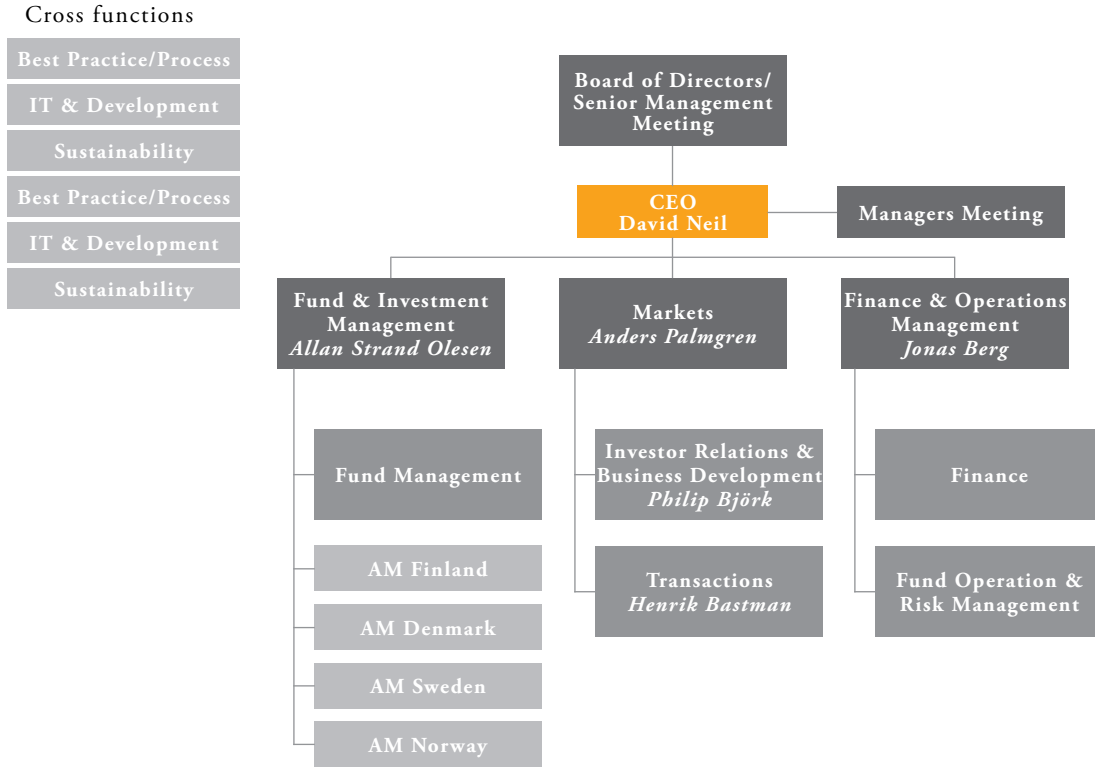 Cross functions
Best Practice/Process
IT & Development
Sustainability
Best Practice/Process
IT & Development
Sustainability
Board of Directors/
Senior Management
Meeting
CEO
David Neil
Managers Meeting
Fund & Investment
Management
Allan Strand Olesen
Markets
Anders Palmgren
Finance & Operations
Management
Jonas Berg
Fund Management
AM Finland
AM Denmark
AM Sweden
AM Norway
Investor Relations &
Business Development
Philip Björk
Transactions
Henrik Bastman
Finance
Fund Operation &
Risk Management